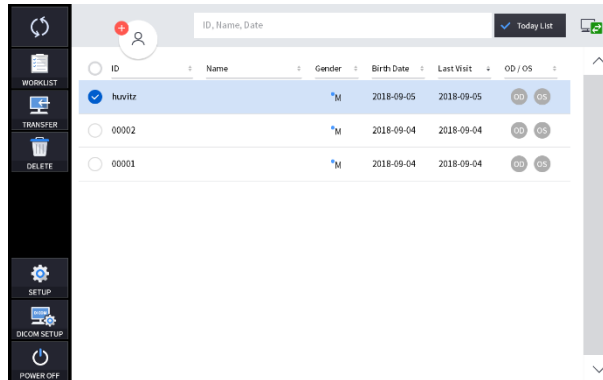 ID, Name, Date
Today List
WORKLIST
TRANSFER
DELETE
SETUP
DICOM
DICOM SETUP
POWER OFF
ID Name Gender Birth Date Last Visit OD / OS
huvitz M 2018-09-05 2018-09-05 OD OS
00002 M 2018-09-04 2018-09-04 OD OS
00001 M 2018-09-04 2018-09-04 OD OS